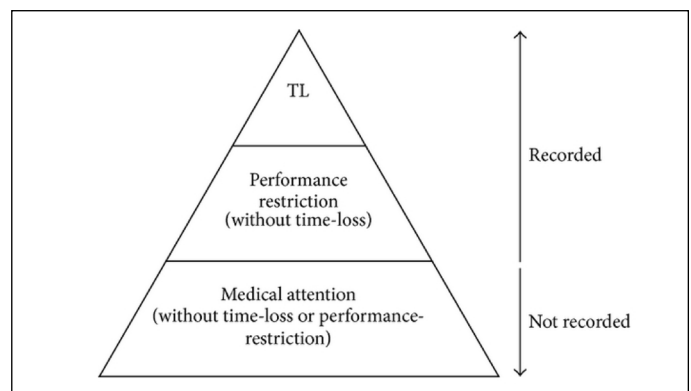 TL
Performance
restriction
(without time-loss)
Recorded
Medical attention
(without time-loss or performance-
restriction)
Not recorded